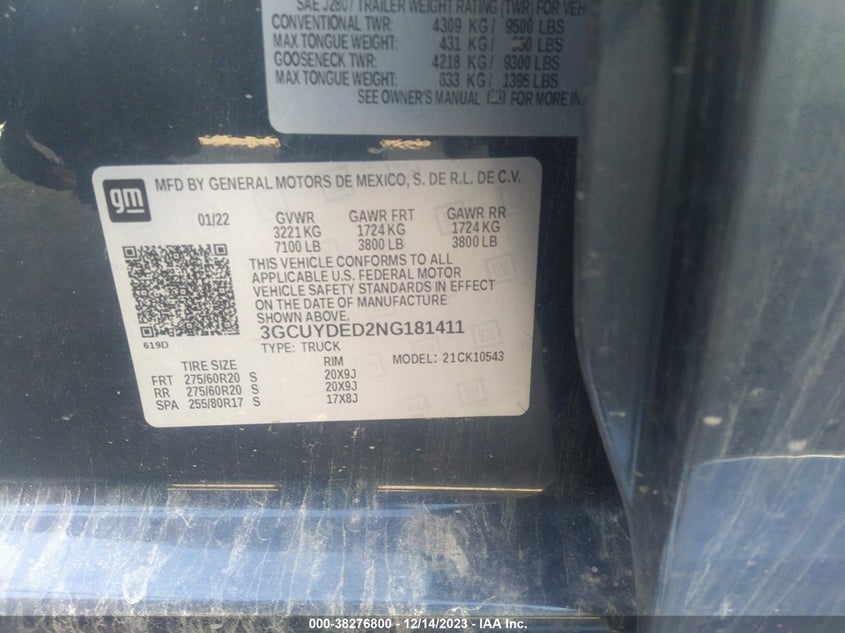 SAE J2807 TRAILER WEIGHT RATING (TWR) FOR VEH
CONVENTIONAL TWR: 4309 KG/ 9500 LBS
MAX TONGUE WEIGHT: 431 KG/ 950 LBS
GOOSENECK TWR: 4218 KG/ 9300 LBS
MAX TONGUE WEIGHT: 633 KG/ 1395 LBS
SEE OWNER'S MANUAL FOR MORE IN
gm
MFD BY GENERAL MOTORS DE MEXICO, S. DE R.L. DE C.V.
01/22 GVWR GAWR FRT GAWR RR
3221 KG 1724 KG 1724 KG
7100 LB 3800 LB 3800 LB
THIS VEHICLE CONFORMS TO ALL
APPLICABLE U.S. FEDERAL MOTOR
VEHICLE SAFETY STANDARDS IN EFFECT
ON THE DATE OF MANUFACTURE
SHOWN ABOVE.
619D
3GCUYDED2NG181411
TYPE: TRUCK
MODEL: 21CK10543
TIRE SIZE RIM
FRT 275/60R20 S 20X9J
RR 275/60R20 S 20X9J
SPA 255/80R17 S 17X8J
000-38276800 - 12/14/2023 - IAA Inc.